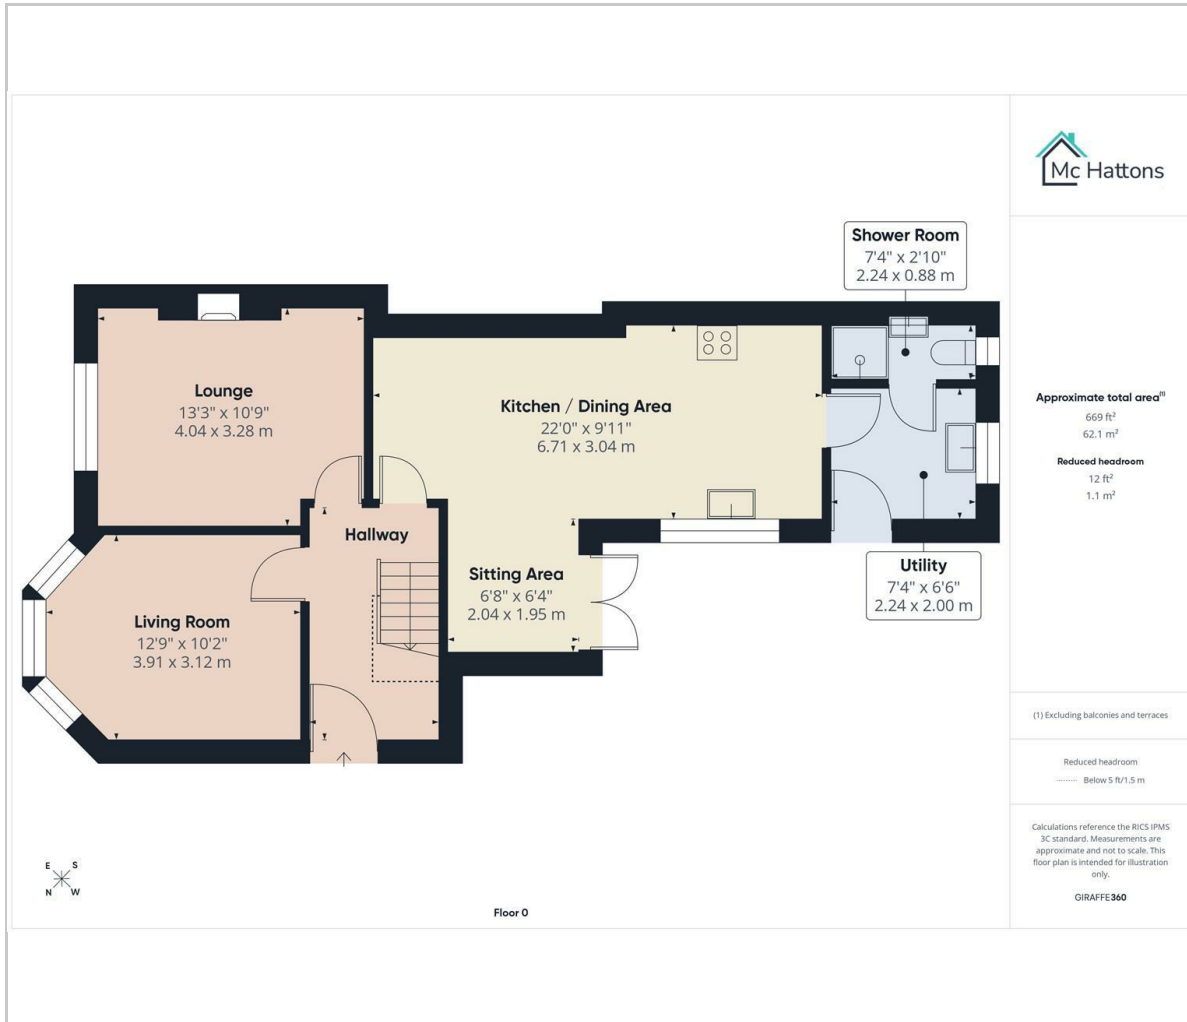 Mc Hattons
Shower Room
7'4" x 2'10"
2.24 x 0.88 m
Lounge
13'3" x 10'9"
4.04 x 3.28 m
Kitchen / Dining Area
22'0" x 9'11"
6.71 x 3.04 m
Hallway
Sitting Area
6'8" x 6'4"
2.04 x 1.95 m
Utility
7'4" x 6'6"
2.24 x 2.00 m
Living Room
12'9" x 10'2"
3.91 x 3.12 m
E S
N W
Floor 0
Approximate total area(1)
669 ft²
62.1 m²
Reduced headroom
12 ft²
1.1 m²
(1) Excluding balconies and terraces
Reduced headroom
Below 5 ft/1.5 m
Calculations reference the RICS IPMS
3C standard. Measurements are
approximate and not to scale. This
floor plan is intended for illustration
only.
GIRAFFE360